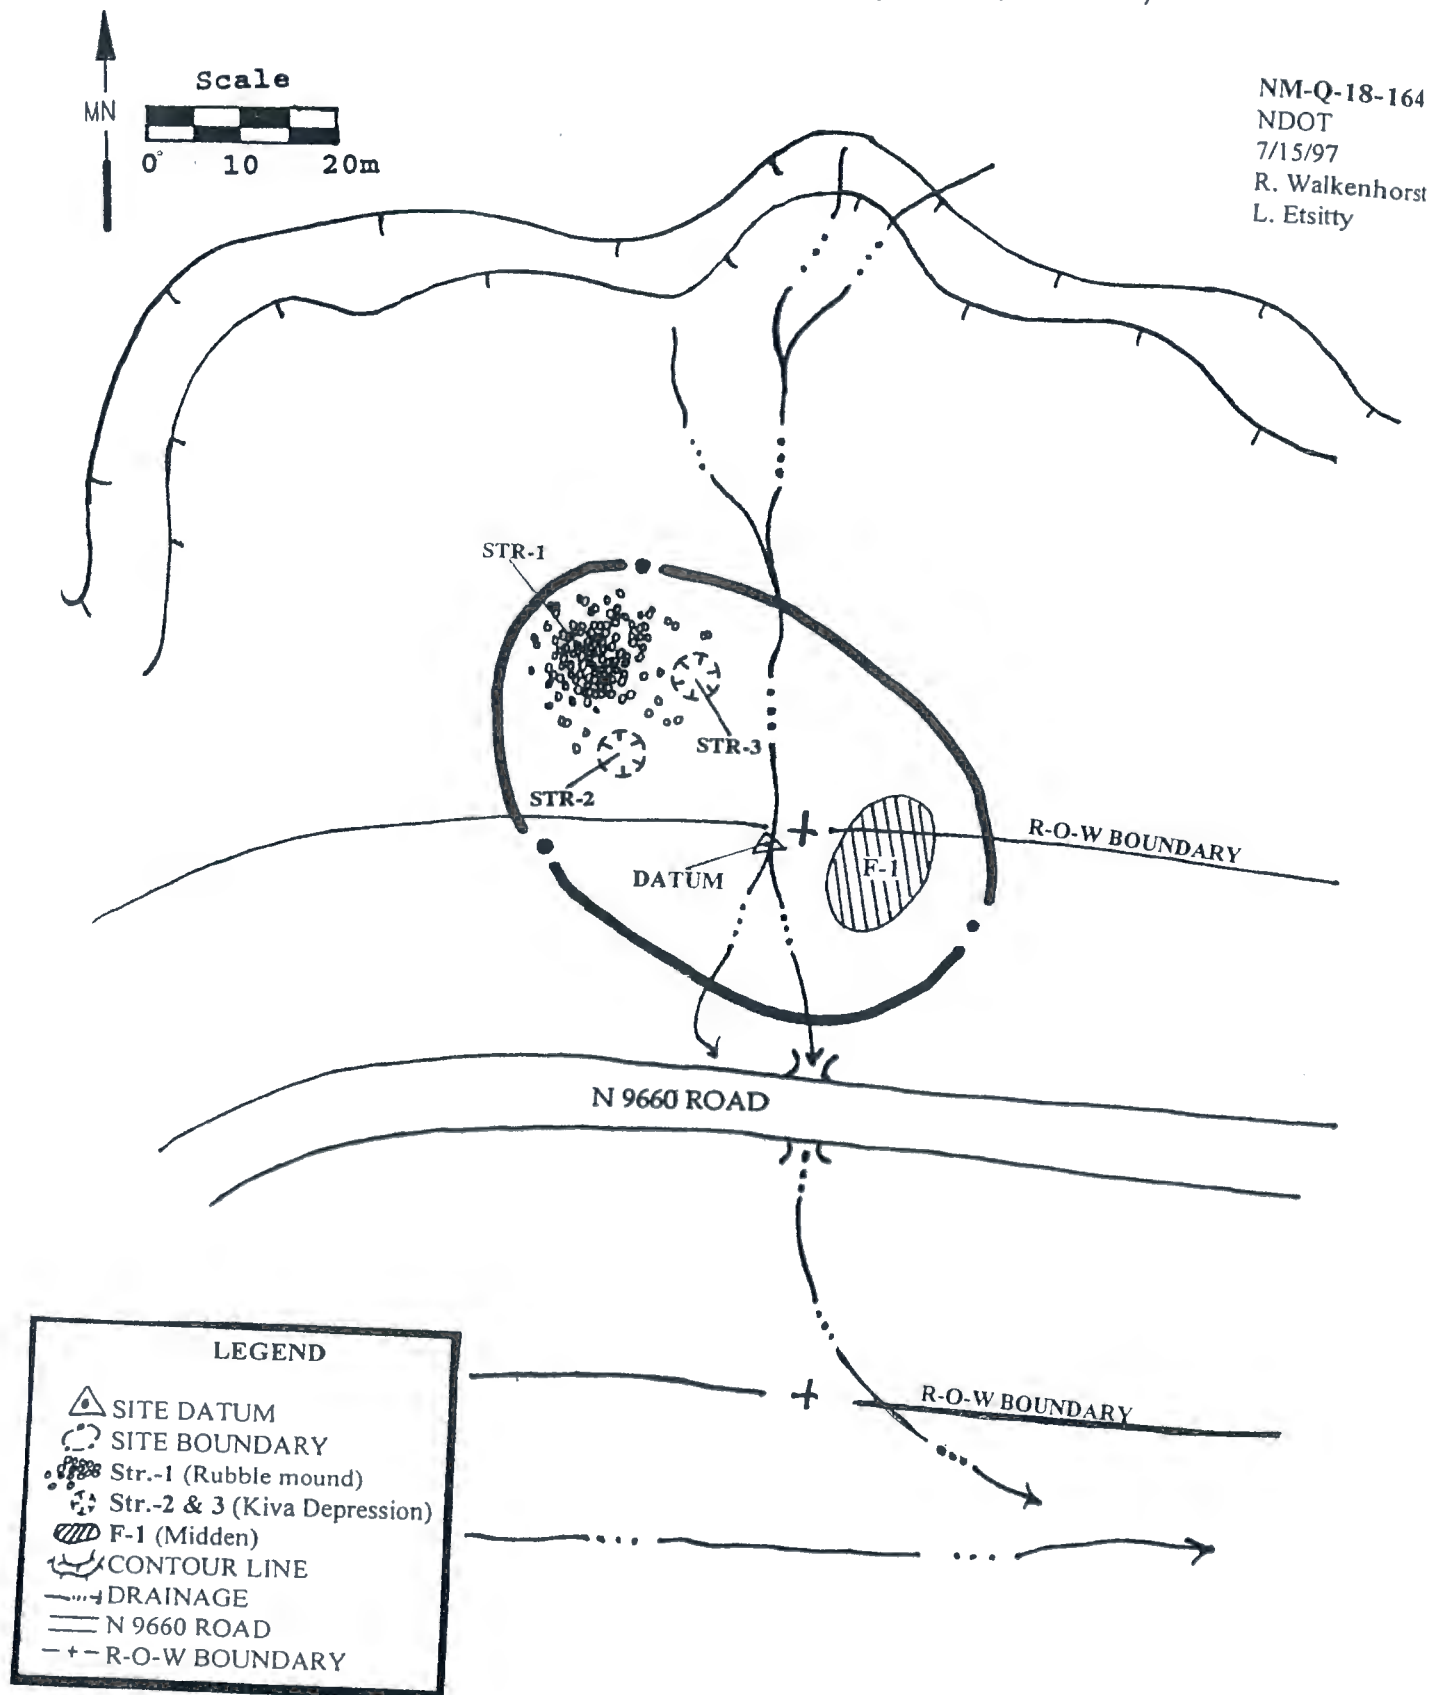 Scale
MN
0 10 20m
NM-Q-18-164
NDOT
7/15/97
R. Walkenhorst
L. Etsitty
STR-1
STR-3
STR-2
R-O-W BOUNDARY
DATUM
F-1
N 9660 ROAD
R-O-W BOUNDARY
LEGEND
SITE DATUM
SITE BOUNDARY
Str.-1 (Rubble mound)
Str.-2 & 3 (Kiva Depression)
F-1 (Midden)
CONTOUR LINE
DRAINAGE
N 9660 ROAD
R-O-W BOUNDARY